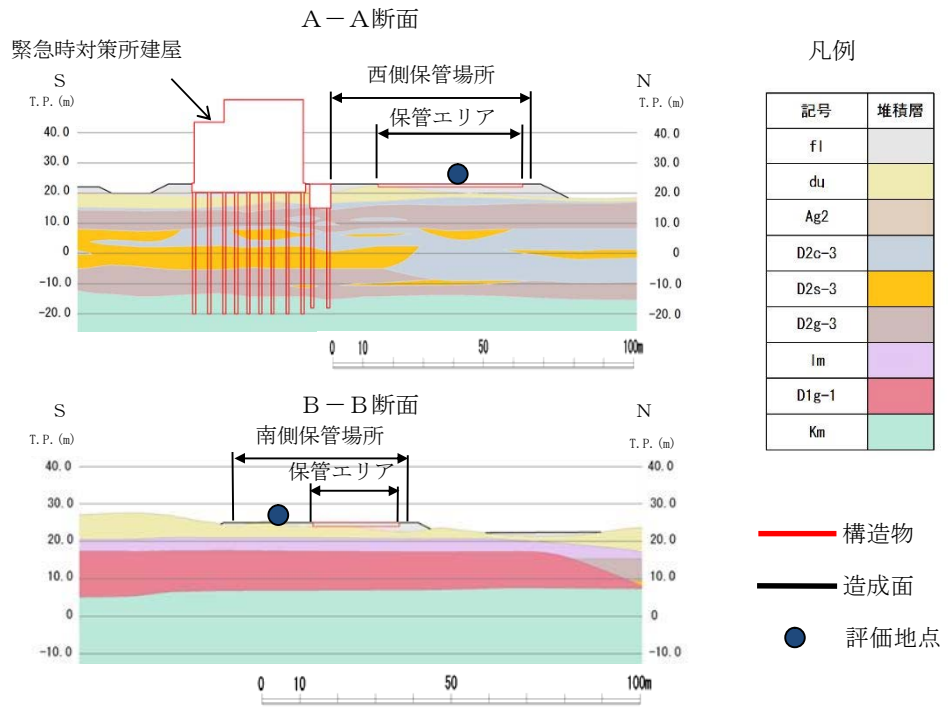 A-A断面
緊急時対策所建屋
S
N
T.P.(m)
T.P.(m)
西側保管場所
保管エリア
40.0
40.0
30.0
30.0
20.0
20.0
10.0
10.0
0
0
-10.0
-10.0
-20.0
-20.0
0 10 50 100m
B-B断面
S
N
T.P.(m)
T.P.(m)
南側保管場所
保管エリア
40.0
40.0
30.0
30.0
20.0
20.0
10.0
10.0
0
0
-10.0
-10.0
0 10 50 100m
凡例
記号 堆積層
fl
du
Ag2
D2c-3
D2s-3
D2g-3
lm
D1g-1
Km
構造物
造成面
評価地点